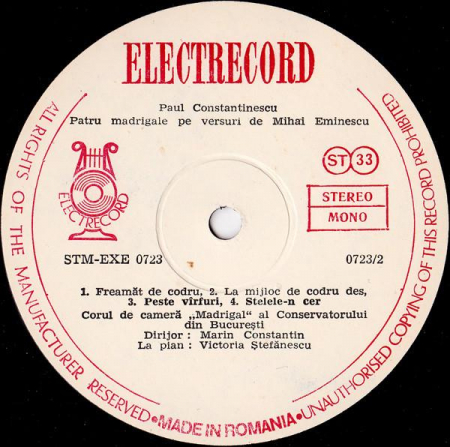 ELECTRECORD
Paul Constantinescu
Patru madrigale pe versuri de Mihai Eminescu
ELECTRECORD
ST 33
STEREO
MONO
STM-EXE 0723
0723/2
1. Freamăt de codru, 2. La mijloc de codru des,
3. Peste vîrfuri, 4. Stelele-n cer
Corul de cameră „Madrigal” al Conservatorului
din București
Dirijor : Marin Constantin
La pian : Victoria Ștefănescu
ALL RIGHTS OF THE MANUFACTURER RESERVED • MADE IN ROMANIA • UNAUTHORISED COPYING OF THIS RECORD PROHIBITED